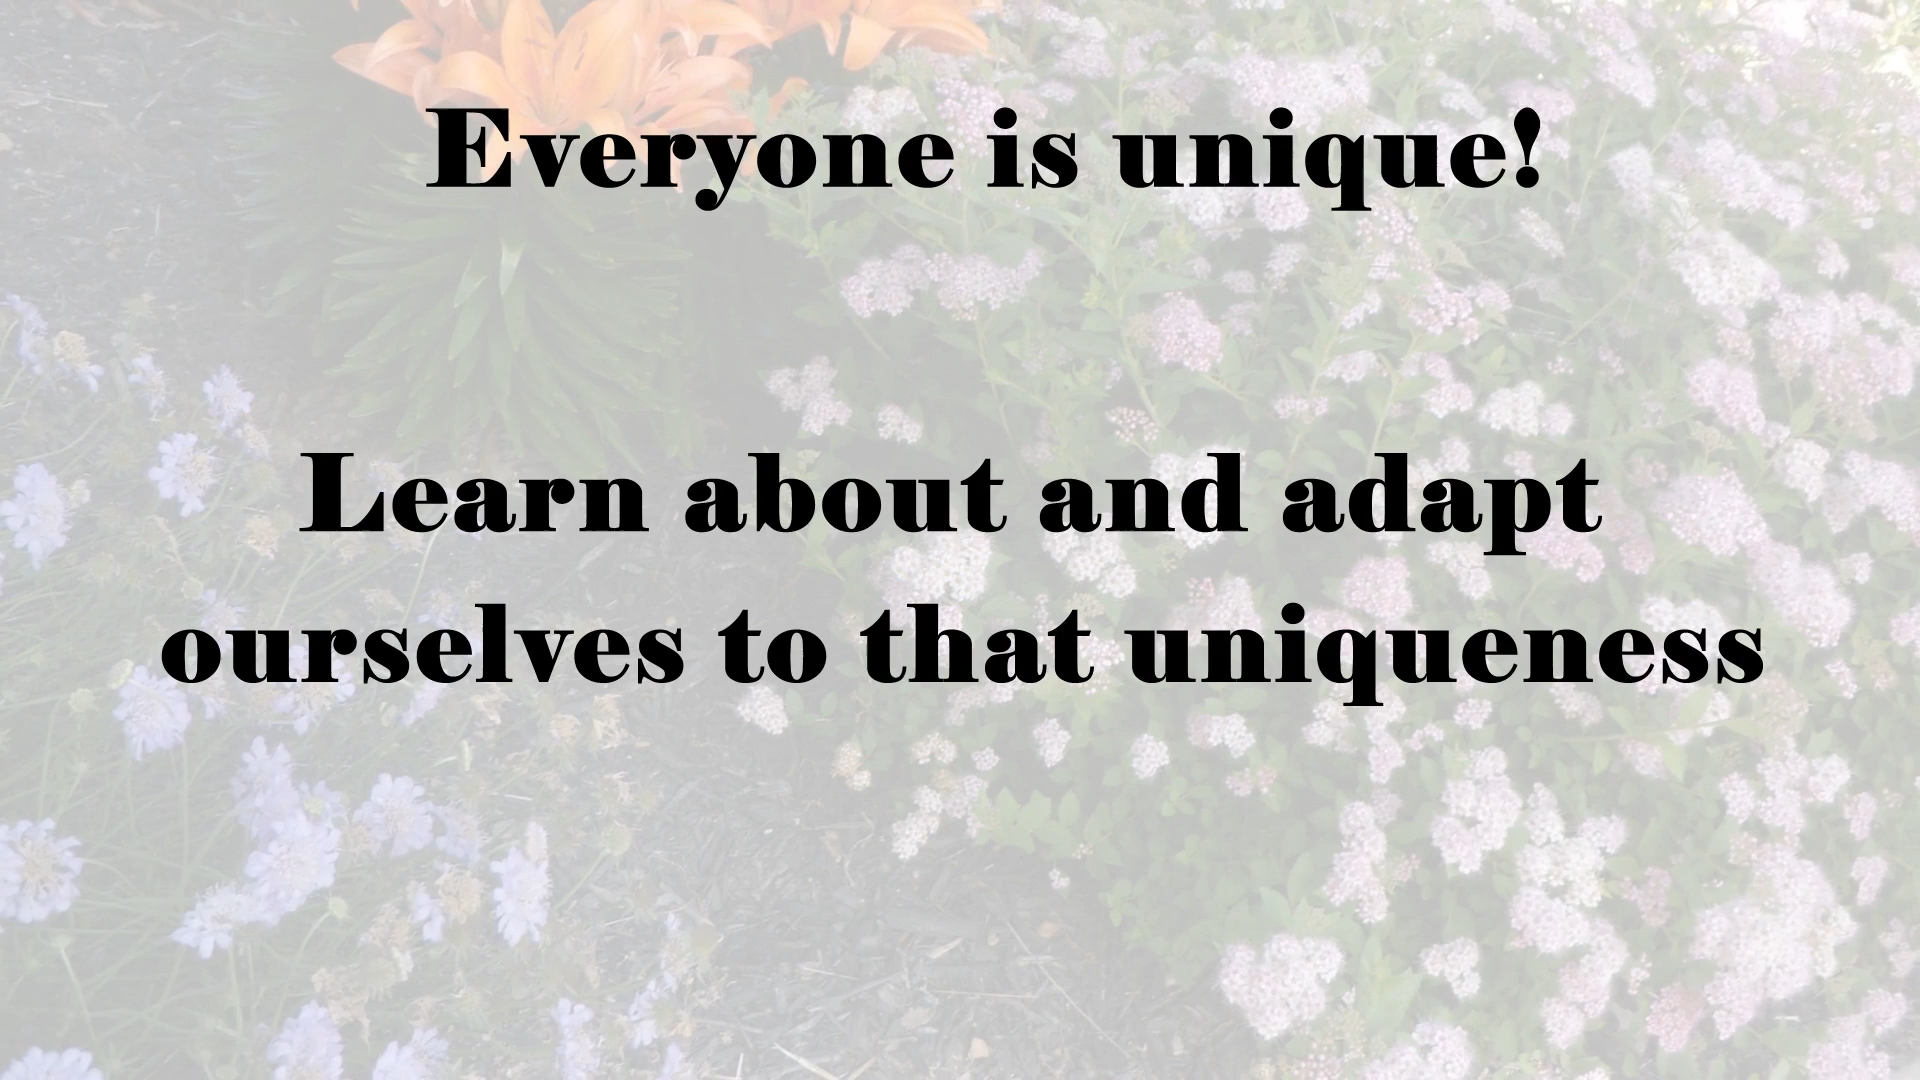 Everyone is unique!
Learn about and adapt
ourselves to that uniqueness